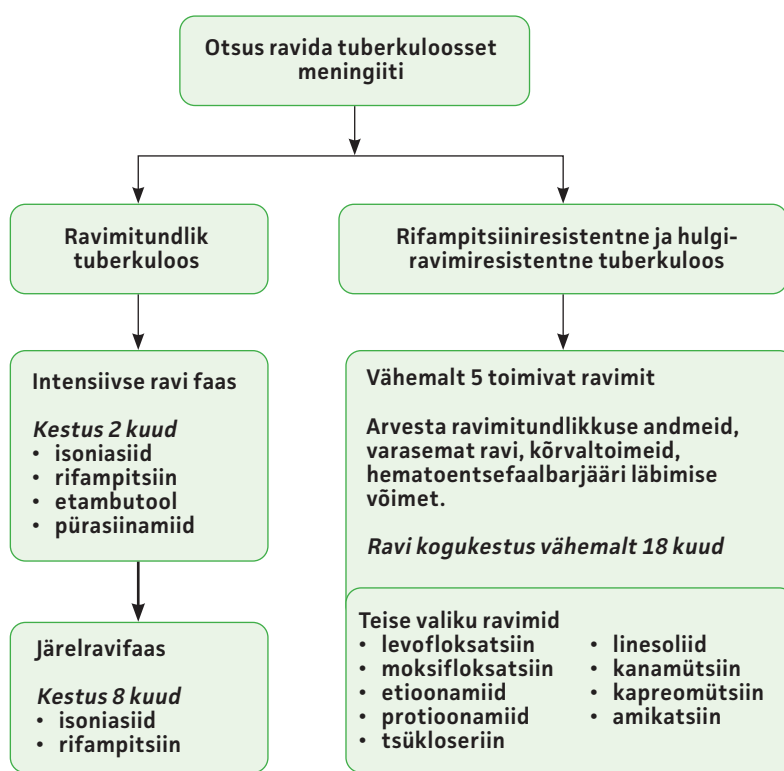 Otsus ravida tuberkuloosset
meningiiti
Ravimitundlik
tuberkuloos
Rifampitsiiniresistentne ja hulgi-
ravimiresistentne tuberkuloos
Intensiivse ravi faas
Kestus 2 kuud
• isoniasiid
• rifampitsiin
• etambutool
• pürasiinamiid
Järelravifaas
Kestus 8 kuud
• isoniasiid
• rifampitsiin
Vähemalt 5 toimivat ravimit
Arvesta ravimitundlikkuse andmeid,
varasemat ravi, kõrvaltoimeid,
hematoentsefaalbarjääri läbimise
võimet.
Ravi kogukestus vähemalt 18 kuud
Teise valiku ravimid
• levofloksatsiin
• moksifloksatsiin
• etioonamiid
• protioonamiid
• tsükloseriin
• linesoliid
• kanamütsiin
• kapreomütsiin
• amikatsiin